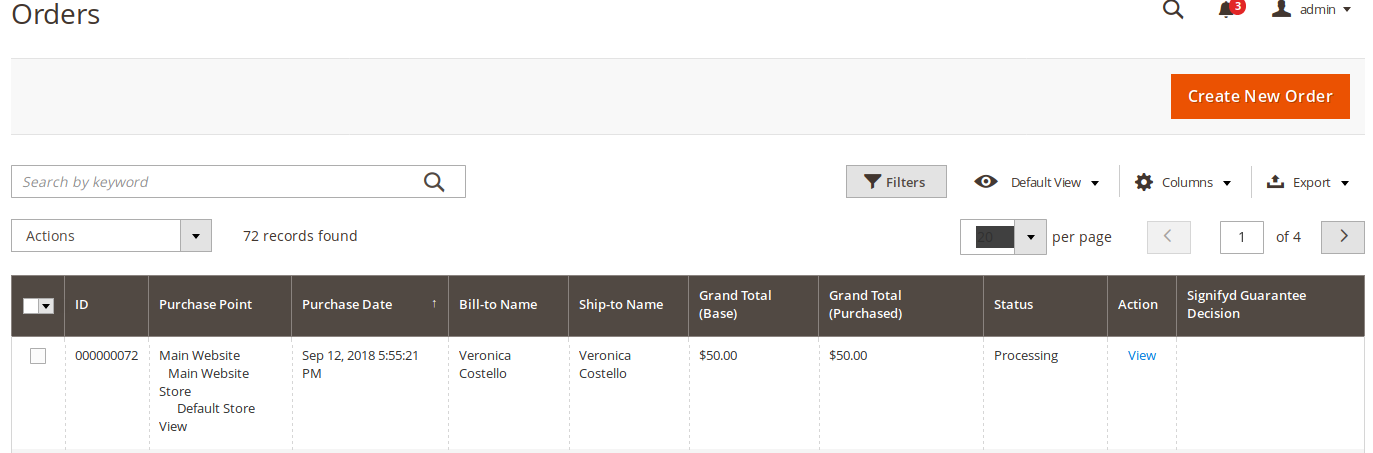 Orders
3
admin
Create New Order
Search by keyword
Filters
Default View
Columns
Export
Actions
72 records found
20
per page
1
of 4
ID
Purchase Point
Purchase Date ↑
Bill-to Name
Ship-to Name
Grand Total
(Base)
Grand Total
(Purchased)
Status
Action
Signifyd Guarantee
Decision
000000072
Main Website
Main Website
Store
Default Store
View
Sep 12, 2018 5:55:21
PM
Veronica
Costello
Veronica
Costello
$50.00
$50.00
Processing
View